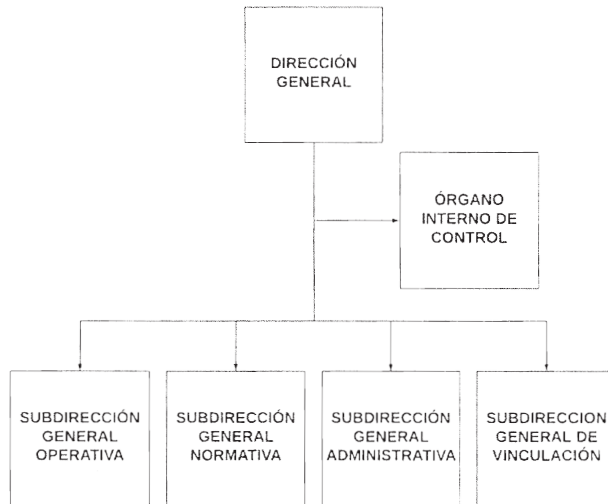 DIRECCIÓN
GENERAL
ÓRGANO
INTERNO DE
CONTROL
SUBDIRECCIÓN
GENERAL
OPERATIVA
SUBDIRECCIÓN
GENERAL
NORMATIVA
SUBDIRECCIÓN
GENERAL
ADMINISTRATIVA
SUBDIRECCION
GENERAL DE
VINCULACIÓN